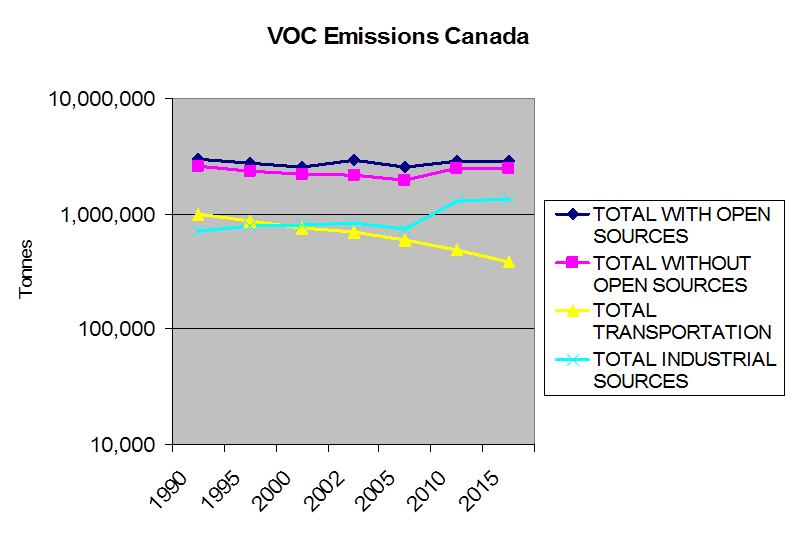 VOC Emissions Canada
10,000,000
1,000,000
100,000
10,000
Tonnes
1990
1995
2000
2002
2005
2010
2015
TOTAL WITH OPEN
SOURCES
TOTAL WITHOUT
OPEN SOURCES
TOTAL
TRANSPORTATION
TOTAL INDUSTRIAL
SOURCES